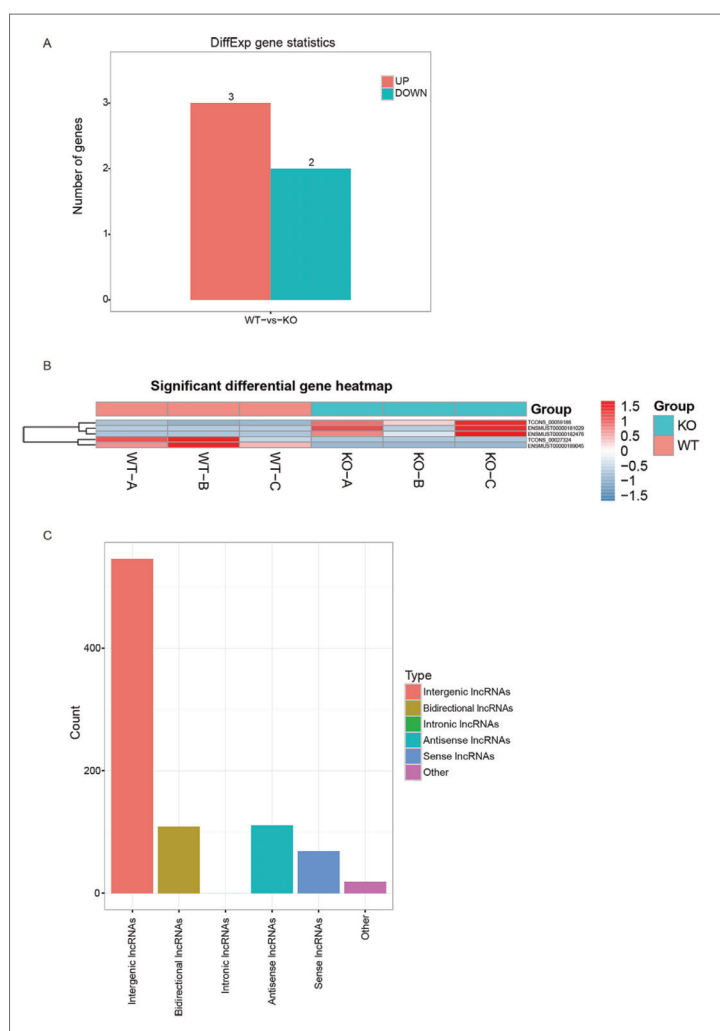 A
DiffExp gene statistics
UP
DOWN
3
2
3
2
1
0
Number of genes
WT-vs-KO
B
Significant differential gene heatmap
Group
TCONS_00059186
ENSMUST00000181029
ENSMUST00000182476
TCONS_00027324
ENSMUST00000189045
WT-A
WT-B
WT-C
KO-A
KO-B
KO-C
1.5
1
0.5
0
-0.5
-1
-1.5
Group
KO
WT
C
400
200
0
Count
Type
Intergenic lncRNAs
Bidirectional lncRNAs
Intronic lncRNAs
Antisense lncRNAs
Sense lncRNAs
Other
Intergenic lncRNAs
Bidirectional lncRNAs
Intronic lncRNAs
Antisense lncRNAs
Sense lncRNAs
Other